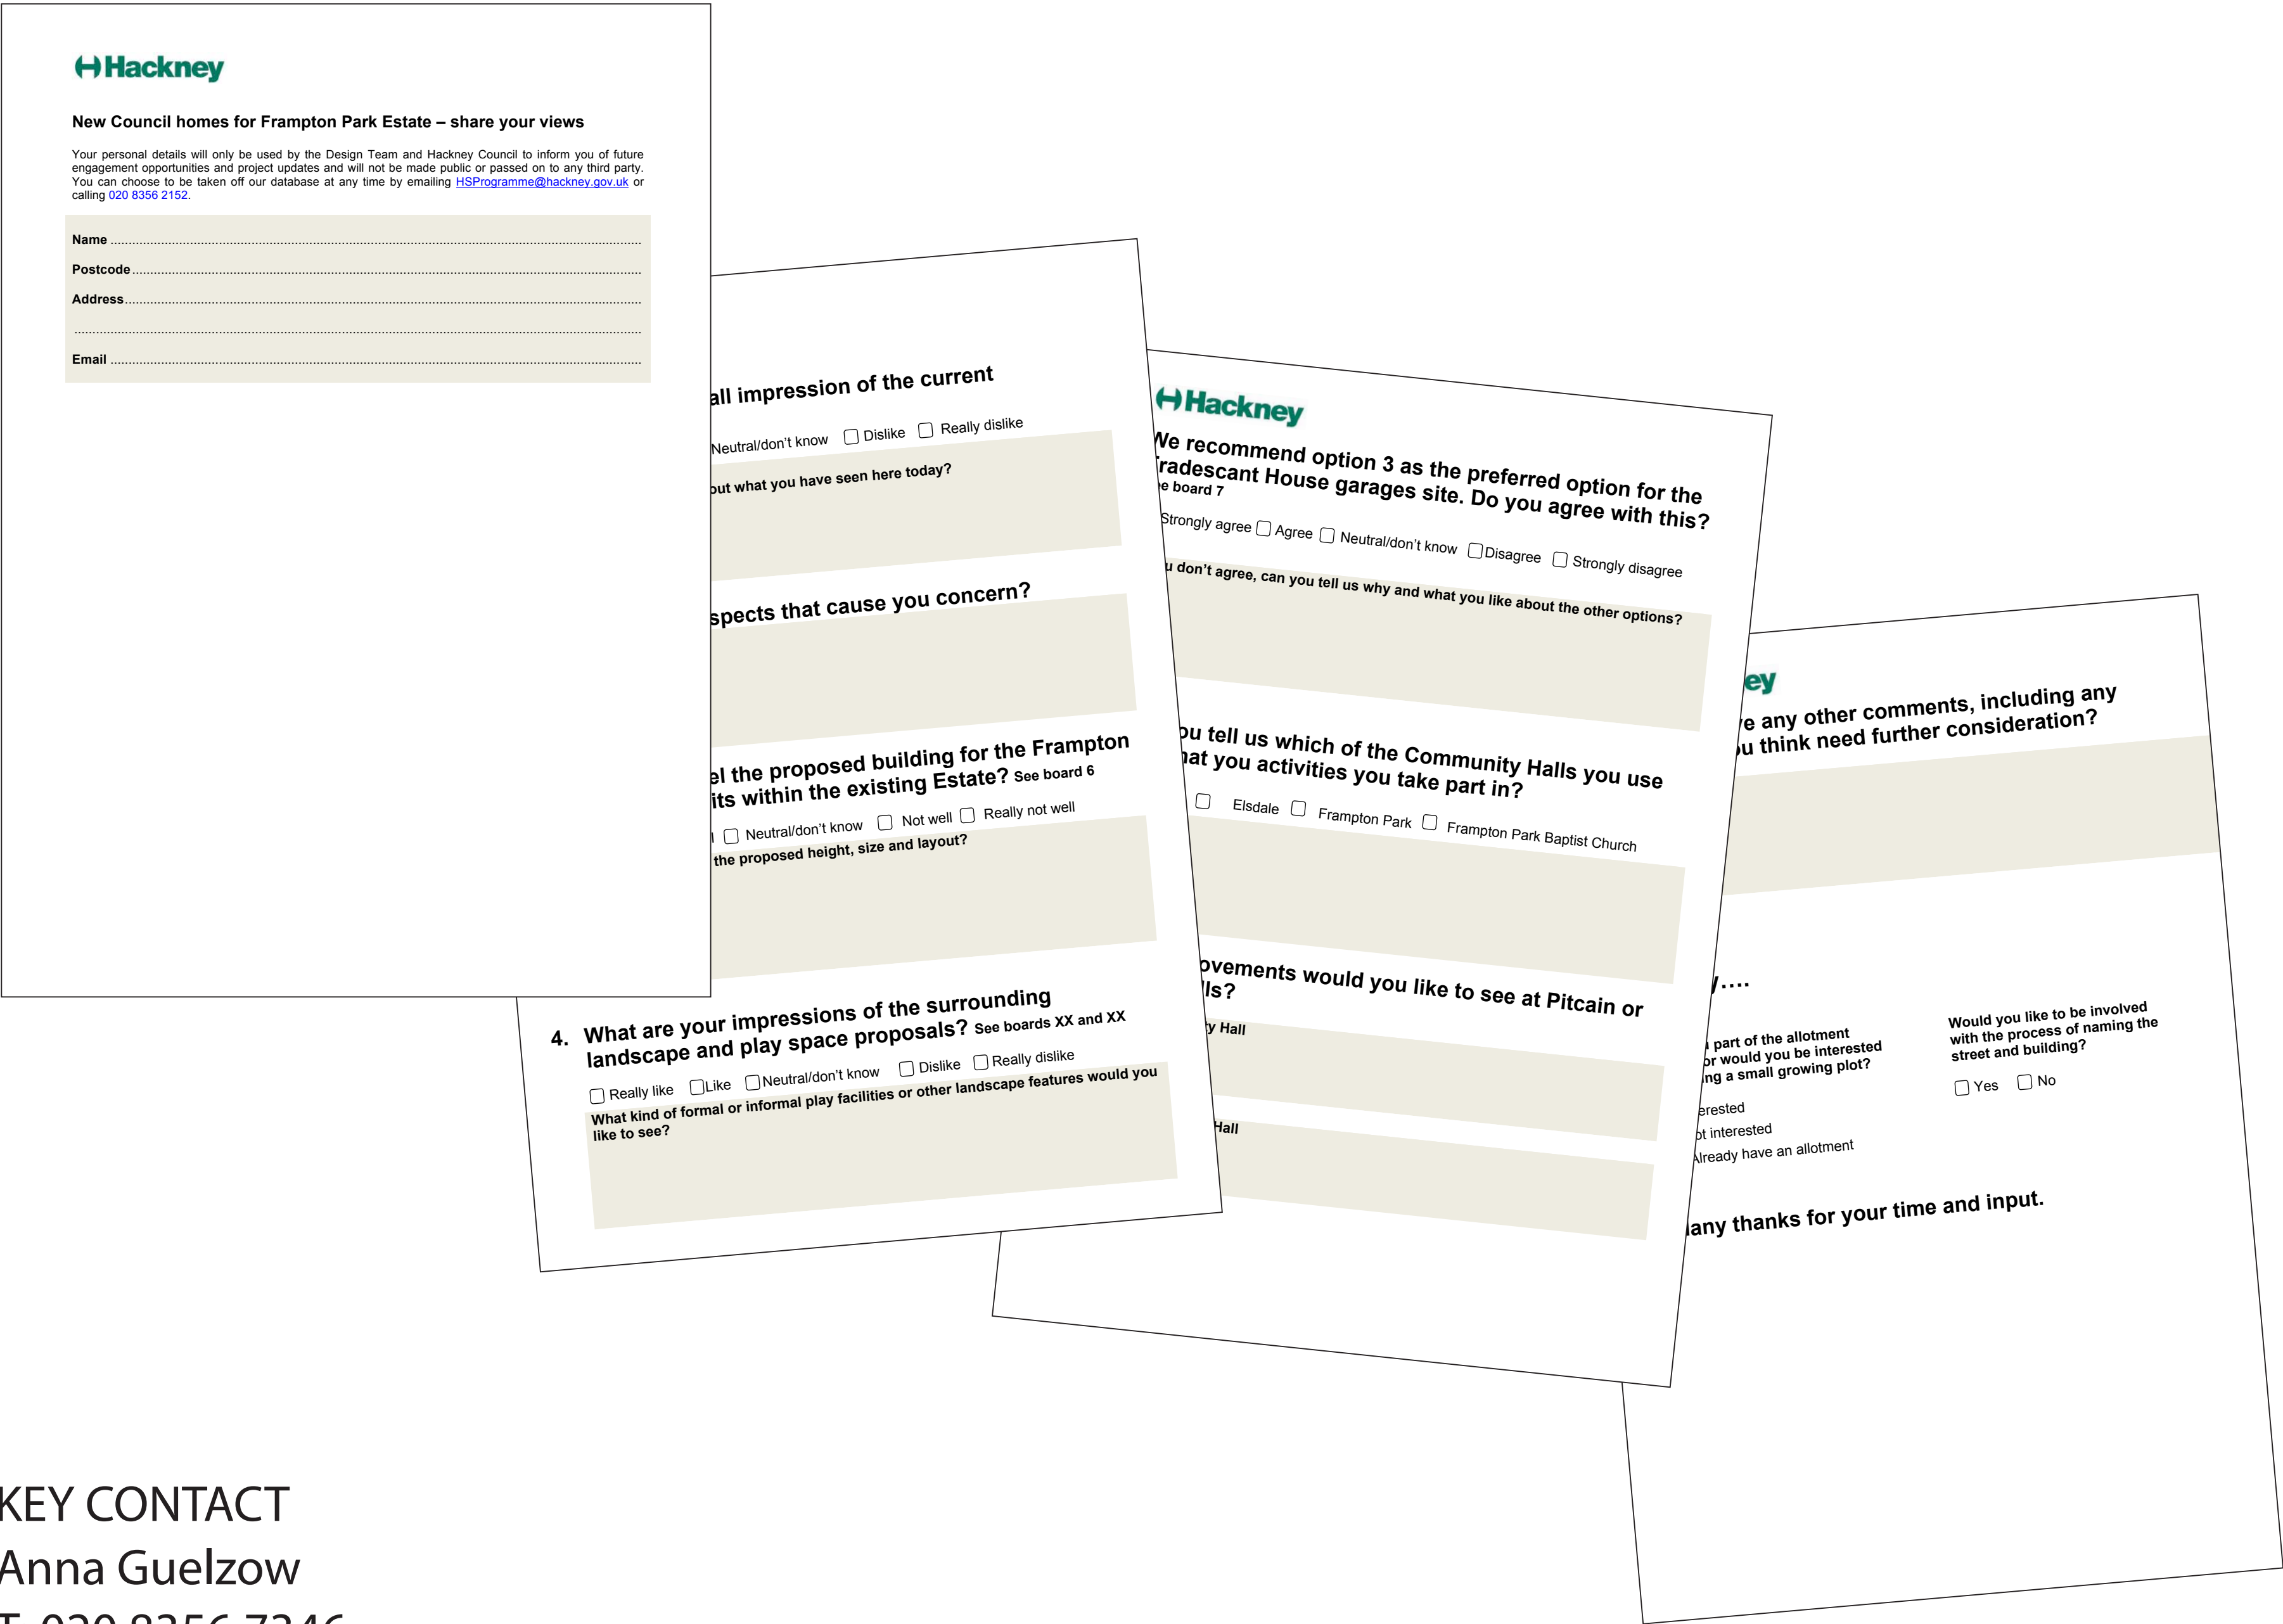 Hackney
New Council homes for Frampton Park Estate – share your views
Your personal details will only be used by the Design Team and Hackney Council to inform you of future
engagement opportunities and project updates and will not be made public or passed on to any third party.
You can choose to be taken off our database at any time by emailing HSProgramme@hackney.gov.uk or
calling 020 8356 2152.
Name
Postcode
Address
Email
all impression of the current
Neutral/don't know Dislike Really dislike
out what you have seen here today?
spects that cause you concern?
el the proposed building for the Frampton
its within the existing Estate? See board 6
Neutral/don't know Not well Really not well
the proposed height, size and layout?
4. What are your impressions of the surrounding
landscape and play space proposals? See boards XX and XX
Really like Like Neutral/don't know Dislike Really dislike
What kind of formal or informal play facilities or other landscape features would you
like to see?
Hackney
We recommend option 3 as the preferred option for the
Tradescant House garages site. Do you agree with this?
e board 7
Strongly agree Agree Neutral/don't know Disagree Strongly disagree
u don't agree, can you tell us why and what you like about the other options?
ou tell us which of the Community Halls you use
hat you activities you take part in?
Elsdale Frampton Park Frampton Park Baptist Church
ovements would you like to see at Pitcain or
lls?
y Hall
Hall
ey
e any other comments, including any
ou think need further consideration?
y....
part of the allotment
or would you be interested
ng a small growing plot?
erested
ot interested
Already have an allotment
Would you like to be involved
with the process of naming the
street and building?
Yes No
any thanks for your time and input.
KEY CONTACT
Anna Guelzow
T: 020 8356 7346